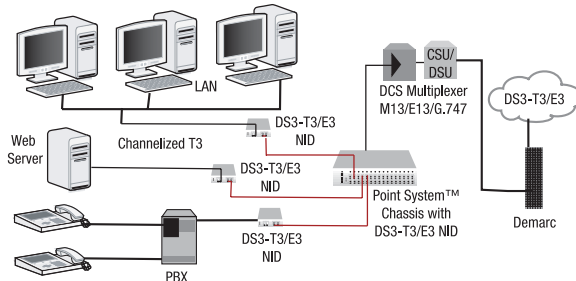 LAN
CSU/
DSU
DCS Multiplexer
M13/E13/G.747
DS3-T3/E3
Channelized T3
DS3-T3/E3
NID
Web
Server
DS3-T3/E3
NID
Point System™
Chassis with
DS3-T3/E3 NID
Demarc
DS3-T3/E3
NID
PBX